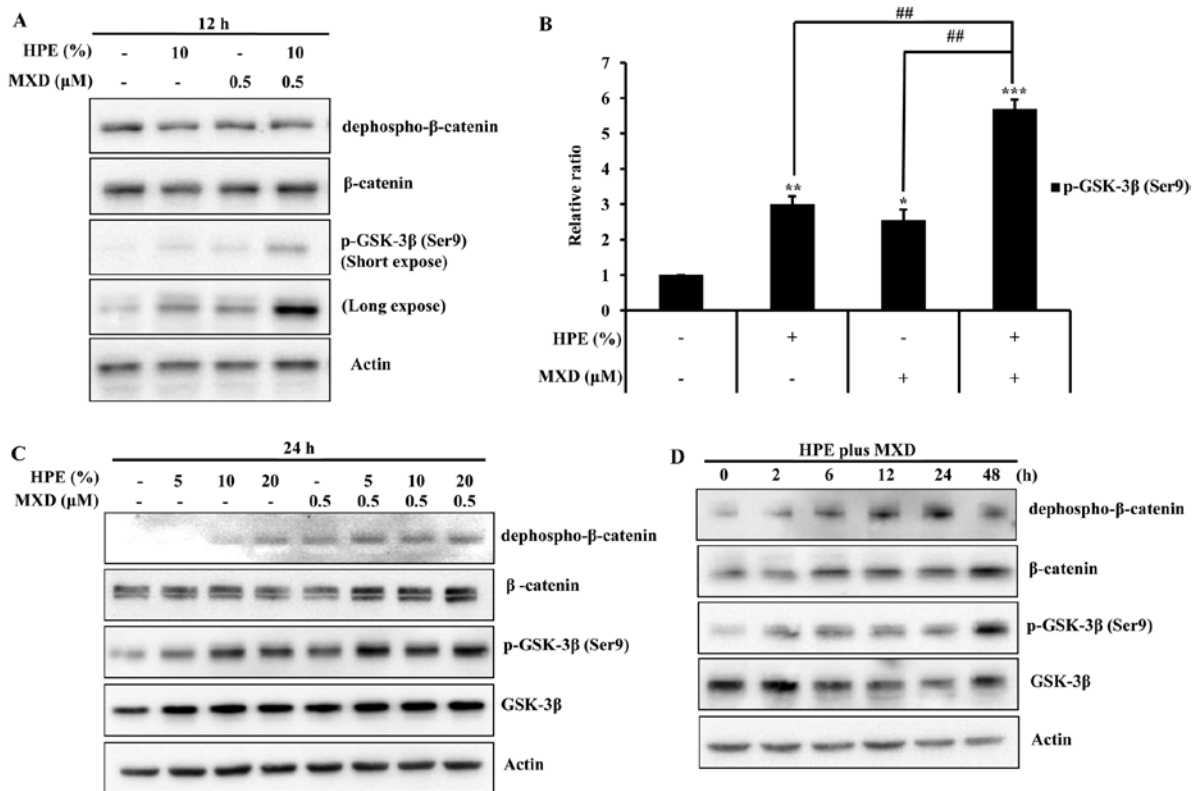 A
12 h
HPE (%) - 10 - 10
MXD (µM) - - 0.5 0.5
dephospho-β-catenin
β-catenin
p-GSK-3β (Ser9)
(Short expose)
(Long expose)
Actin
B
##
##
7
6
5
4
3
2
1
0
Relative ratio
**
*
***
p-GSK-3β (Ser9)
HPE (%) - + - +
MXD (µM) - - + +
C
24 h
HPE (%) - 5 10 20 - 5 10 20
MXD (µM) - - - - 0.5 0.5 0.5 0.5
dephospho-β-catenin
β -catenin
p-GSK-3β (Ser9)
GSK-3β
Actin
D
HPE plus MXD
0 2 6 12 24 48 (h)
dephospho-β-catenin
β-catenin
p-GSK-3β (Ser9)
GSK-3β
Actin